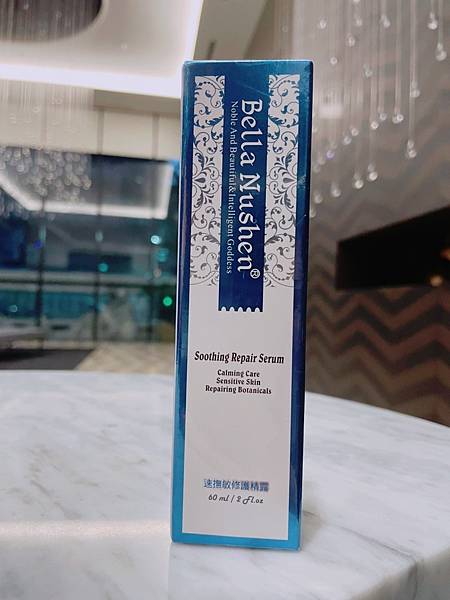 Bella Nushen®
Noble And Beautiful&Intelligent Goddess
Soothing Repair Serum
Calming Care
Sensitive Skin
Repairing Botanicals
速撫敏修護精露
60 ml / 2 Fl.oz